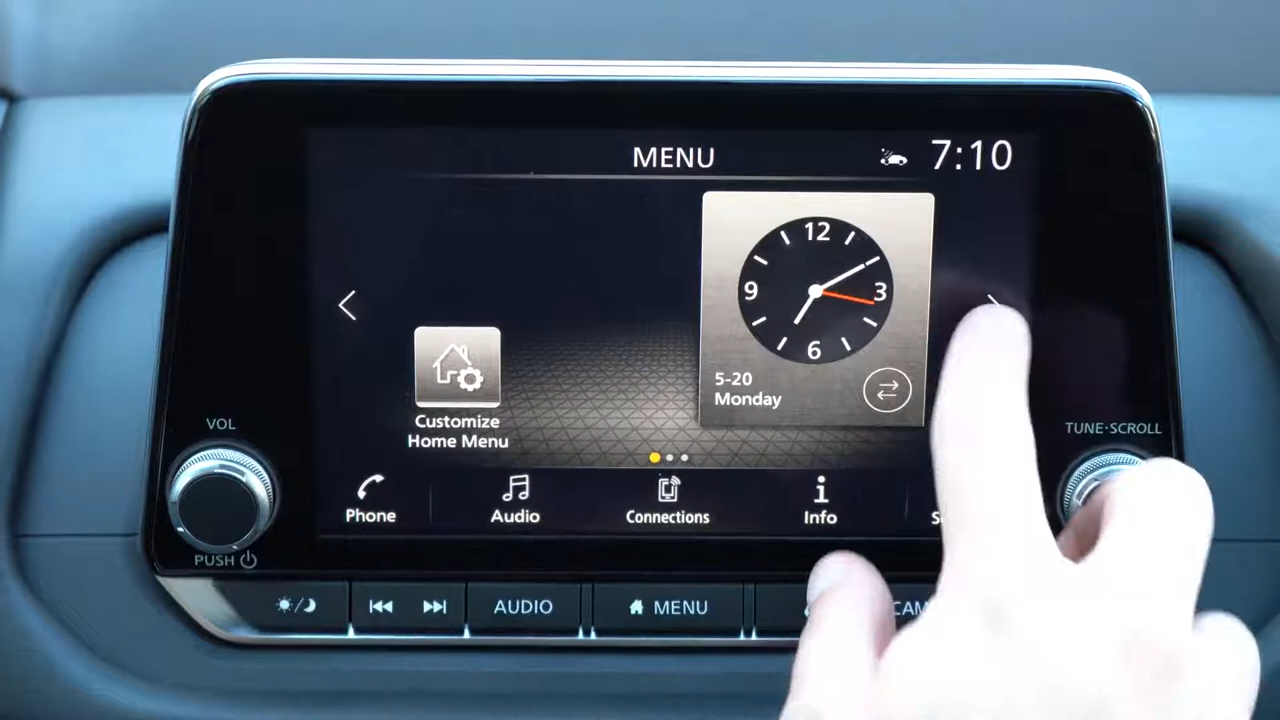 MENU
7:10
12
9
3
6
5-20
Monday
Customize
Home Menu
VOL
TUNE·SCROLL
Phone
Audio
Connections
Info
PUSH
AUDIO
MENU